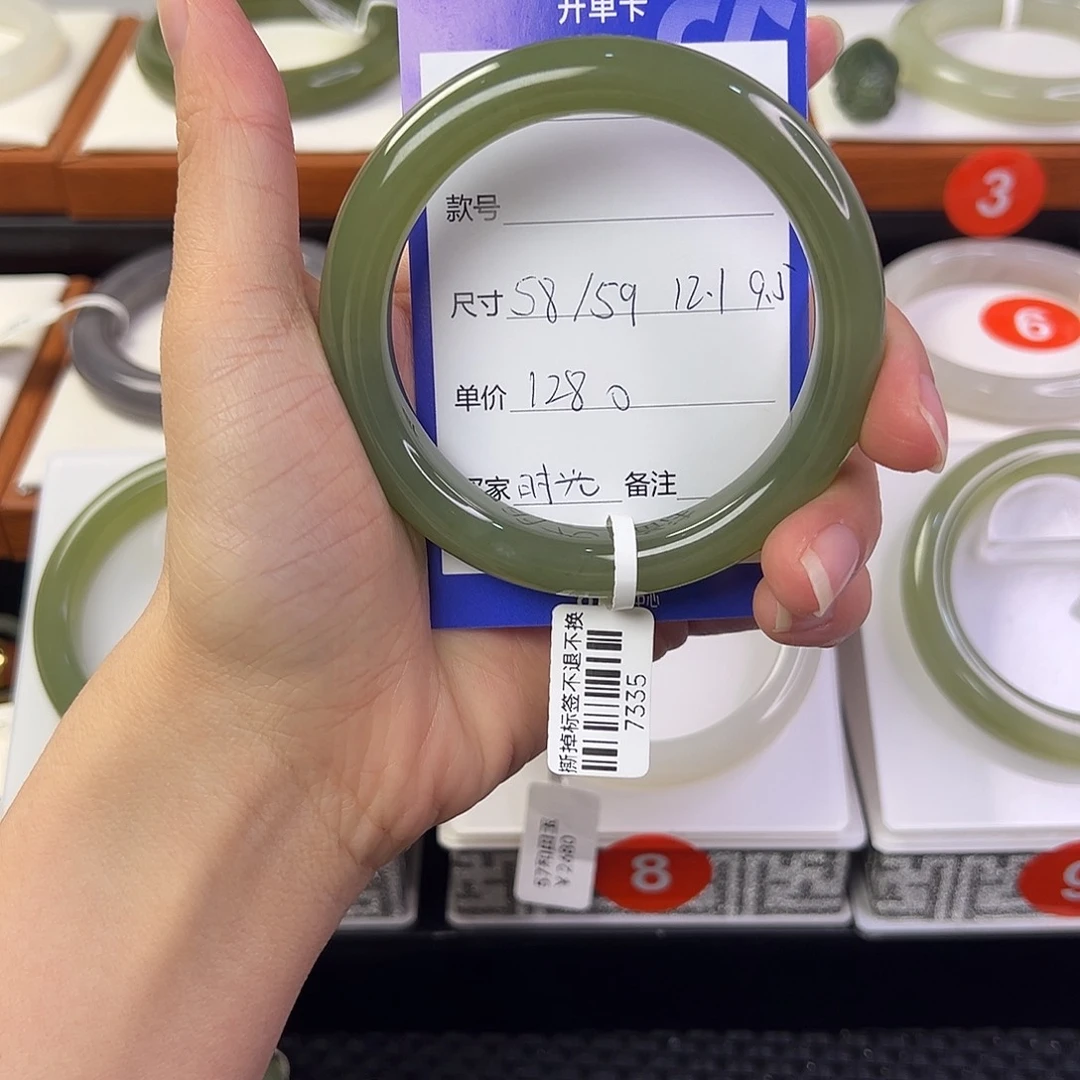 开单卡
款号
尺寸 58/59 12.1 9.5
单价 1280
买家 时光 备注
撕掉标签不退不换
7335
3
6
8
9